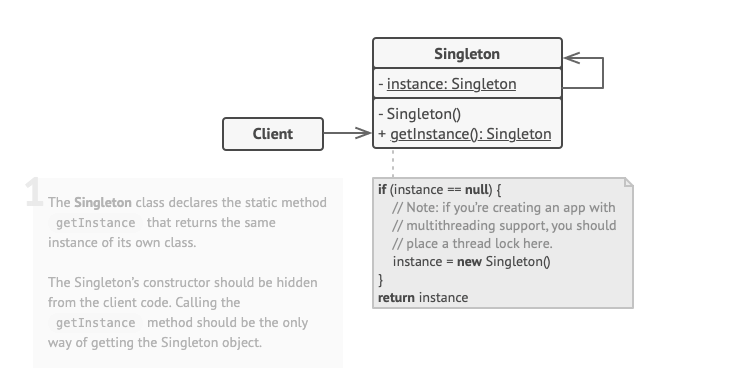 Singleton
- instance: Singleton
- Singleton()
+ getInstance(): Singleton
Client
1
The Singleton class declares the static method
getInstance that returns the same
instance of its own class.
The Singleton's constructor should be hidden
from the client code. Calling the
getInstance method should be the only
way of getting the Singleton object.
if (instance == null) {
// Note: if you're creating an app with
// multithreading support, you should
// place a thread lock here.
instance = new Singleton()
}
return instance